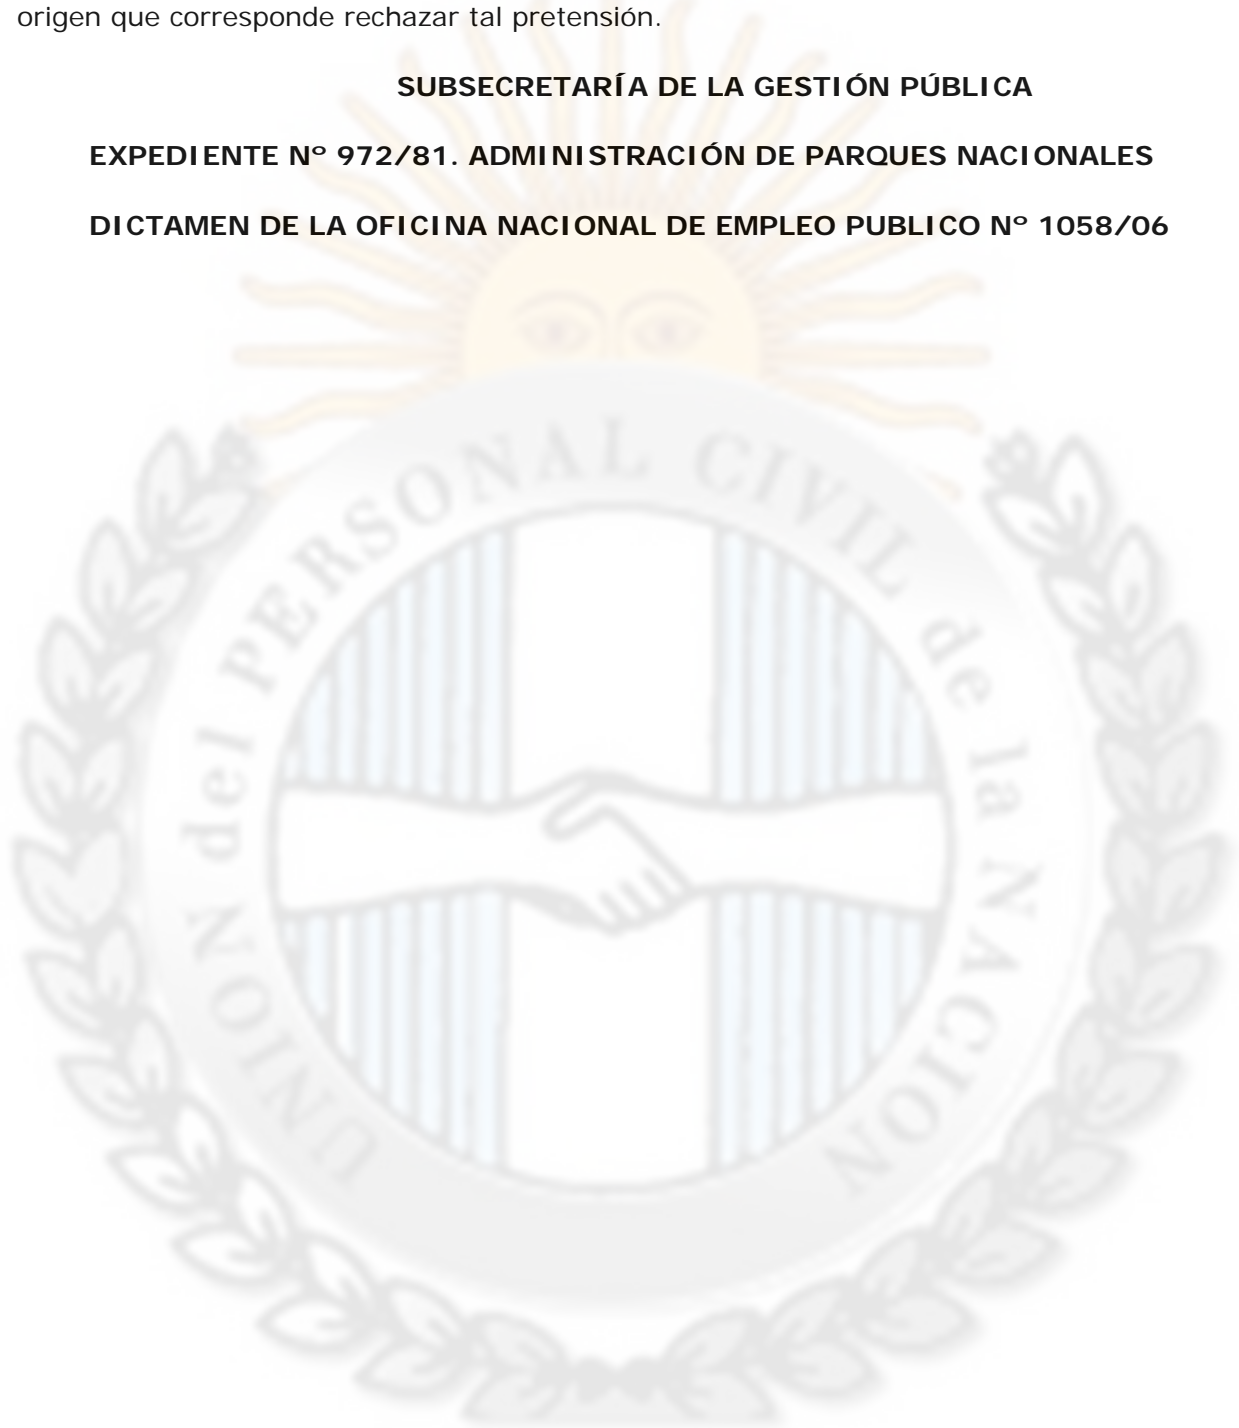 origen que corresponde rechazar tal pretensión.
SUBSECRETARÍA DE LA GESTIÓN PÚBLICA
EXPEDIENTE Nº 972/81. ADMINISTRACIÓN DE PARQUES NACIONALES
DICTAMEN DE LA OFICINA NACIONAL DE EMPLEO PUBLICO Nº 1058/06
UNION del PERSONAL CIVIL de la NACION